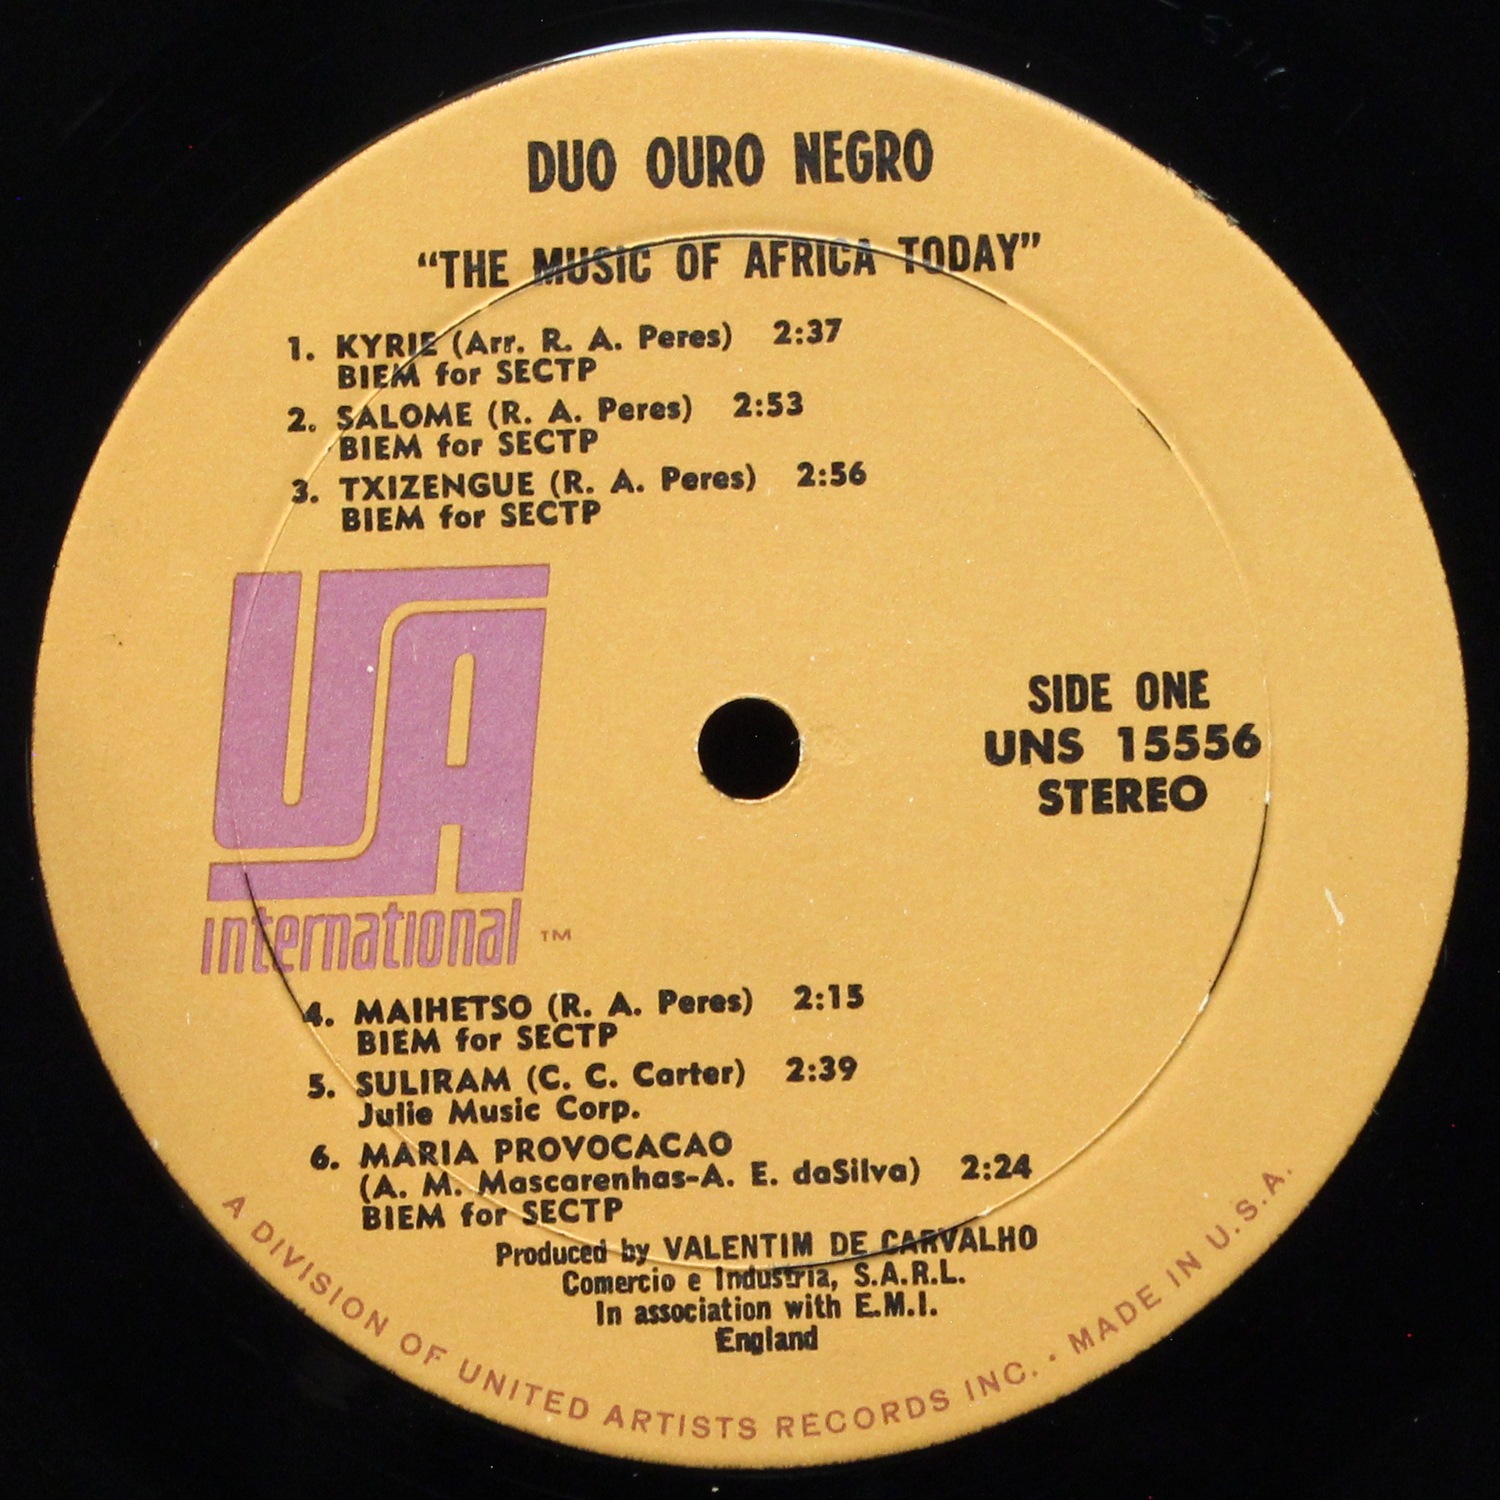 DUO OURO NEGRO
“THE MUSIC OF AFRICA TODAY”
1. KYRIE (Arr. R. A. Peres) 2:37
BIEM for SECTP
2. SALOME (R. A. Peres) 2:53
BIEM for SECTP
3. TXIZENGUE (R. A. Peres) 2:56
BIEM for SECTP
UA
international ™
SIDE ONE
UNS 15556
STEREO
4. MAIHETSO (R. A. Peres) 2:15
BIEM for SECTP
5. SULIRAM (C. C. Carter) 2:39
Julie Music Corp.
6. MARIA PROVOCACAO
(A. M. Mascarenhas-A. E. daSilva) 2:24
BIEM for SECTP
Produced by VALENTIM DE CARVALHO
Comercio e Industria, S.A.R.L.
In association with E.M.I.
England
A DIVISION OF UNITED ARTISTS RECORDS INC. · MADE IN U.S.A.